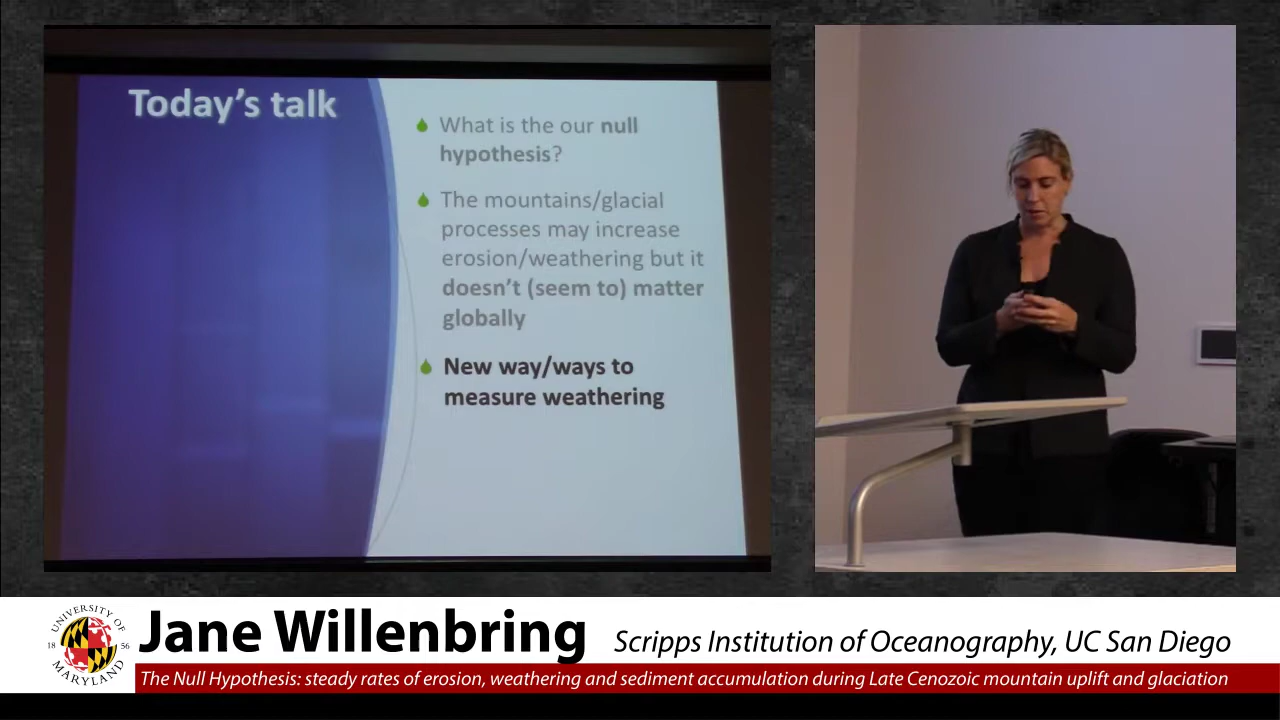 Today's talk
What is the our null
hypothesis?
The mountains/glacial
processes may increase
erosion/weathering but it
doesn't (seem to) matter
globally
New way/ways to
measure weathering
UNIVERSITY OF
18 56
MARYLAND
Jane Willenbring
Scripps Institution of Oceanography, UC San Diego
The Null Hypothesis: steady rates of erosion, weathering and sediment accumulation during Late Cenozoic mountain uplift and glaciation